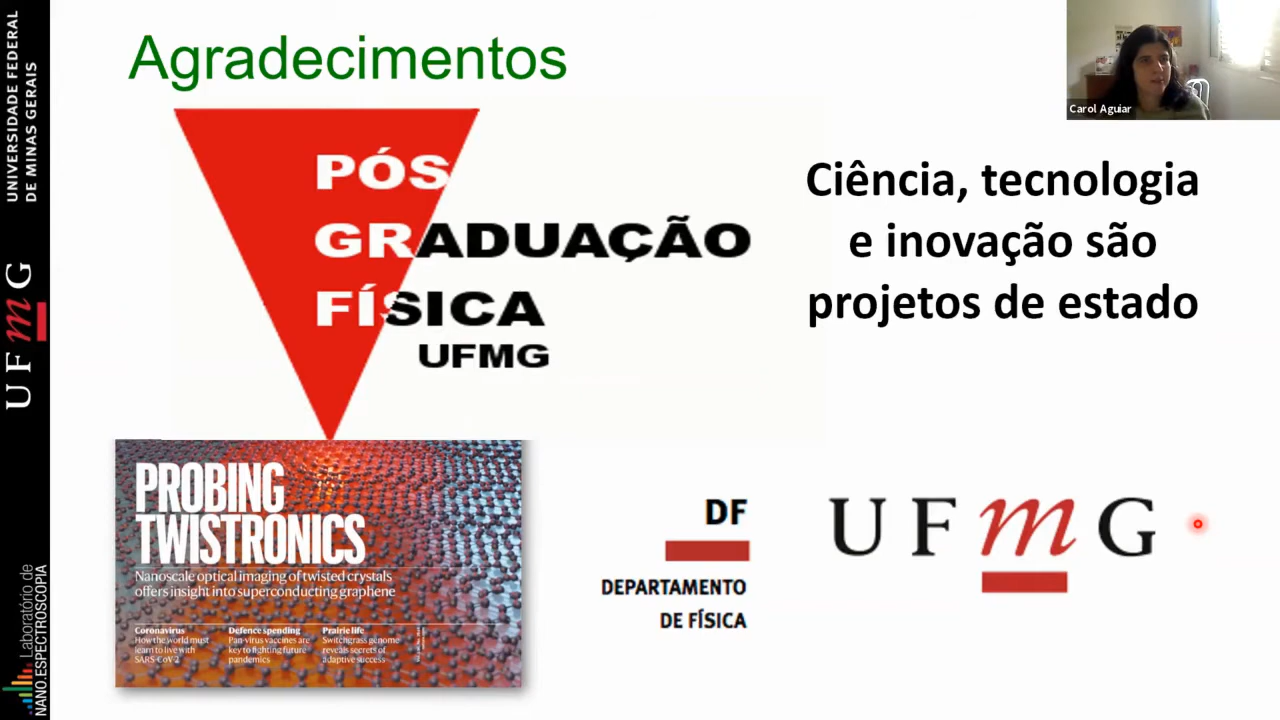 Agradecimentos
PÓS
GRADUAÇÃO
FÍSICA
UFMG
Ciência, tecnologia
e inovação são
projetos de estado
Carol Aguiar
PROBING
TWISTRONICS
Nanoscale optical imaging of twisted crystals
offers insight into superconducting graphene
Coronavirus
How the world must
learn to live with
SARS-CoV-2
Defence spending
Pan-virus vaccines are
key to fighting future
pandemics
Prairie life
Switchgrass genome
reveals secrets of
adaptive success
DF
DEPARTAMENTO
DE FÍSICA
UFmG
UNIVERSIDADE FEDERAL
DE MINAS GERAIS
UFmG
Laboratório de
NANO.ESPECTROSCOPIA